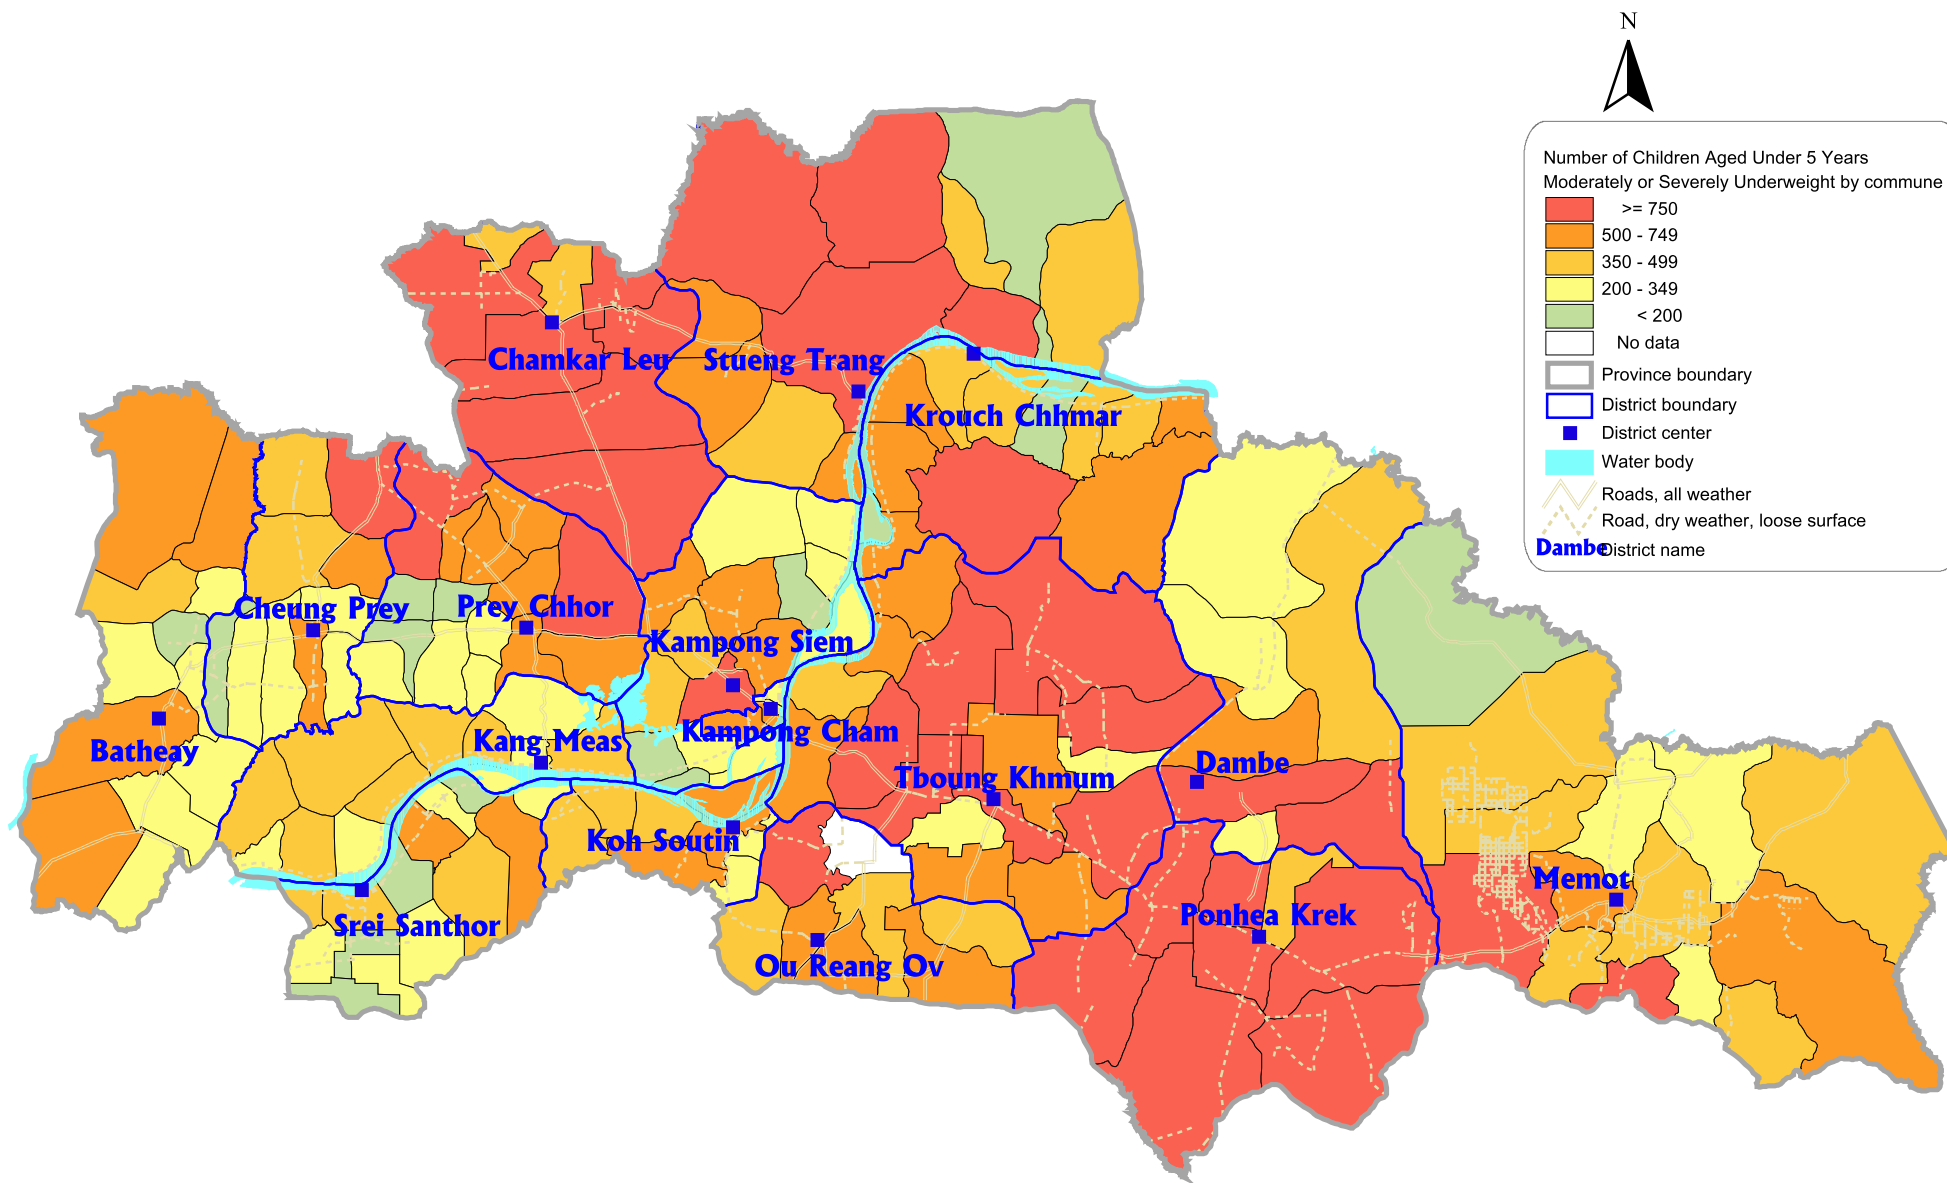 N
Number of Children Aged Under 5 Years
Moderately or Severely Underweight by commune
>= 750
500 - 749
350 - 499
200 - 349
< 200
No data
Province boundary
District boundary
District center
Water body
Roads, all weather
Road, dry weather, loose surface
Dambe District name
Chamkar Leu
Stueng Trang
Krouch Chhmar
Cheung Prey
Prey Chhor
Kampong Siem
Batheay
Kang Meas
Kampong Cham
Tboung Khmum
Dambe
Koh Soutin
Memot
Srei Santhor
Ponhea Krek
Ou Reang Ov